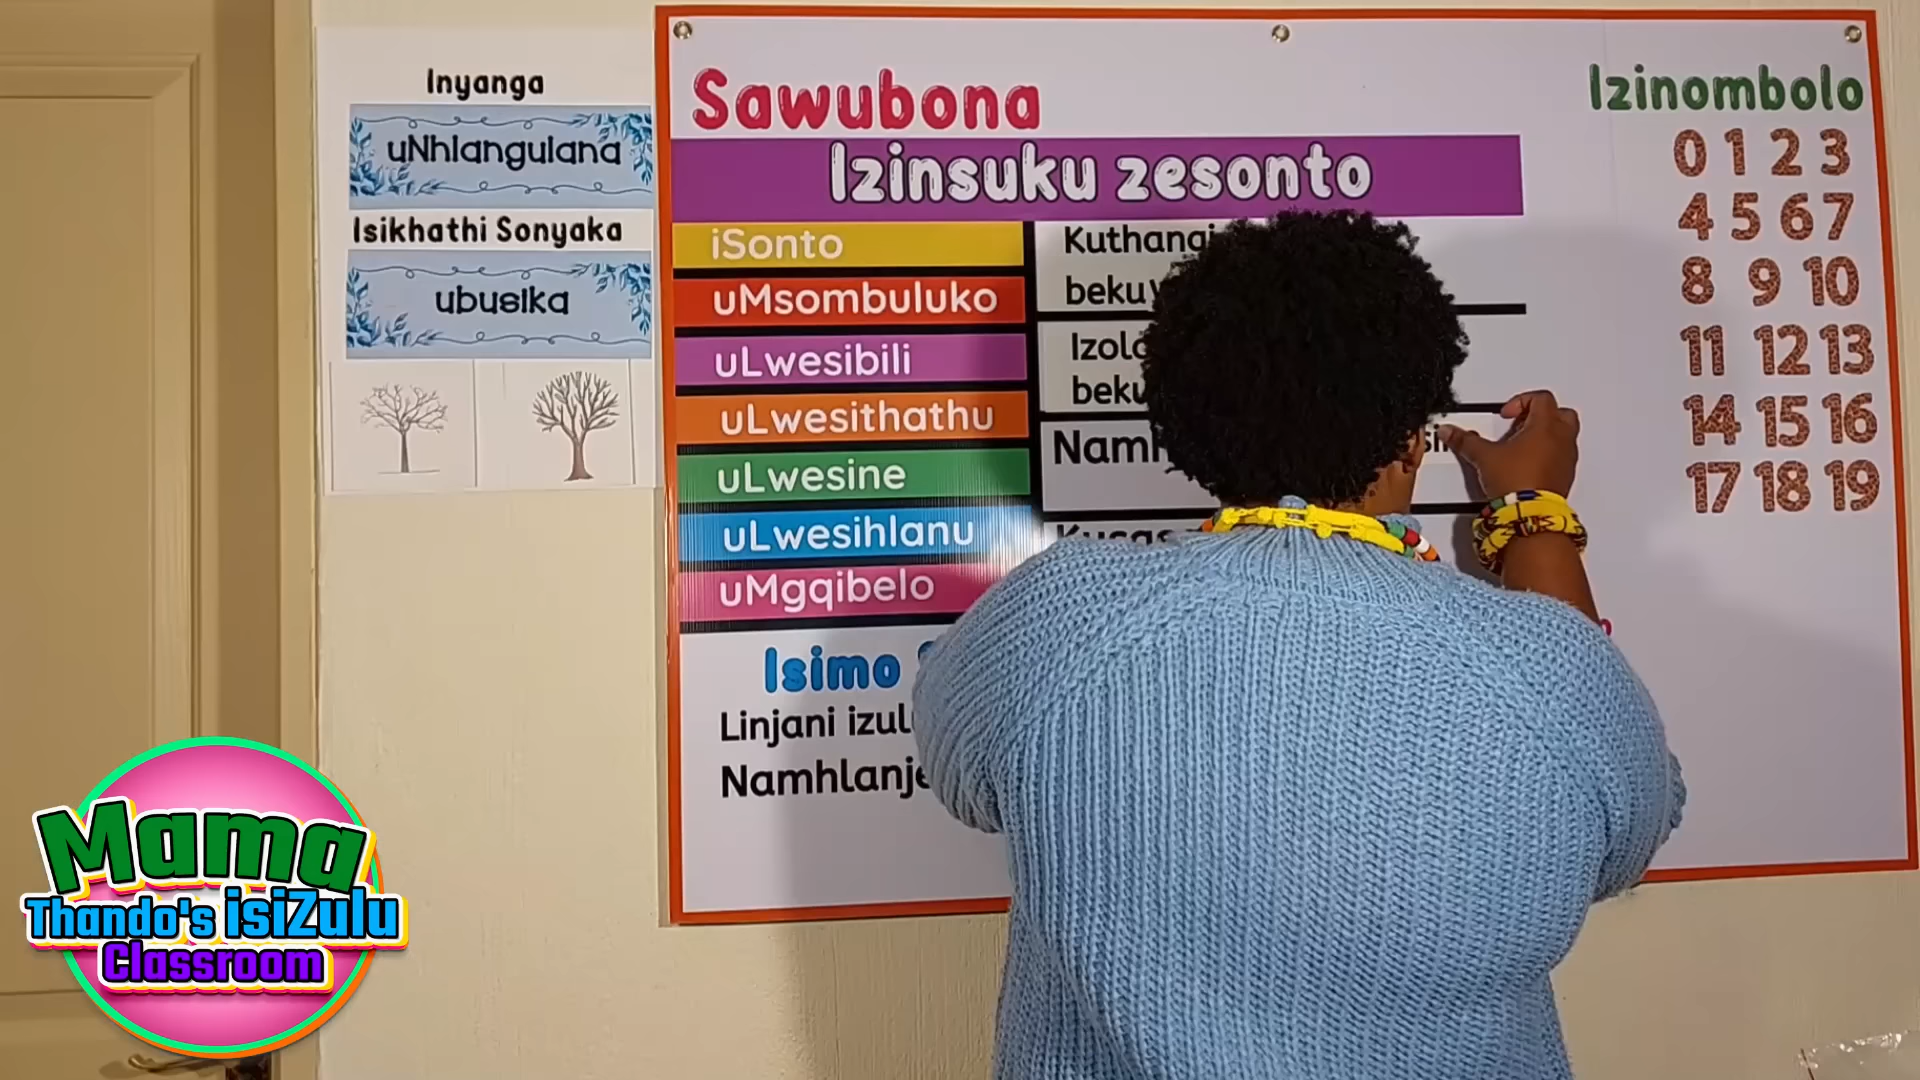 Inyanga
uNhlangulana
Isikhathi Sonyaka
ubusika
Sawubona
Izinsuku zesonto
iSonto
uMsombuluko
uLwesibili
uLwesithathu
uLwesine
uLwesihlanu
uMgqibelo
Isimo
Linjani
Namhlanje
Izinombolo
0 1 2 3
4 5 6 7
8 9 10
11 12 13
14 15 16
17 18 19
Mama
Thando's isiZulu
Classroom